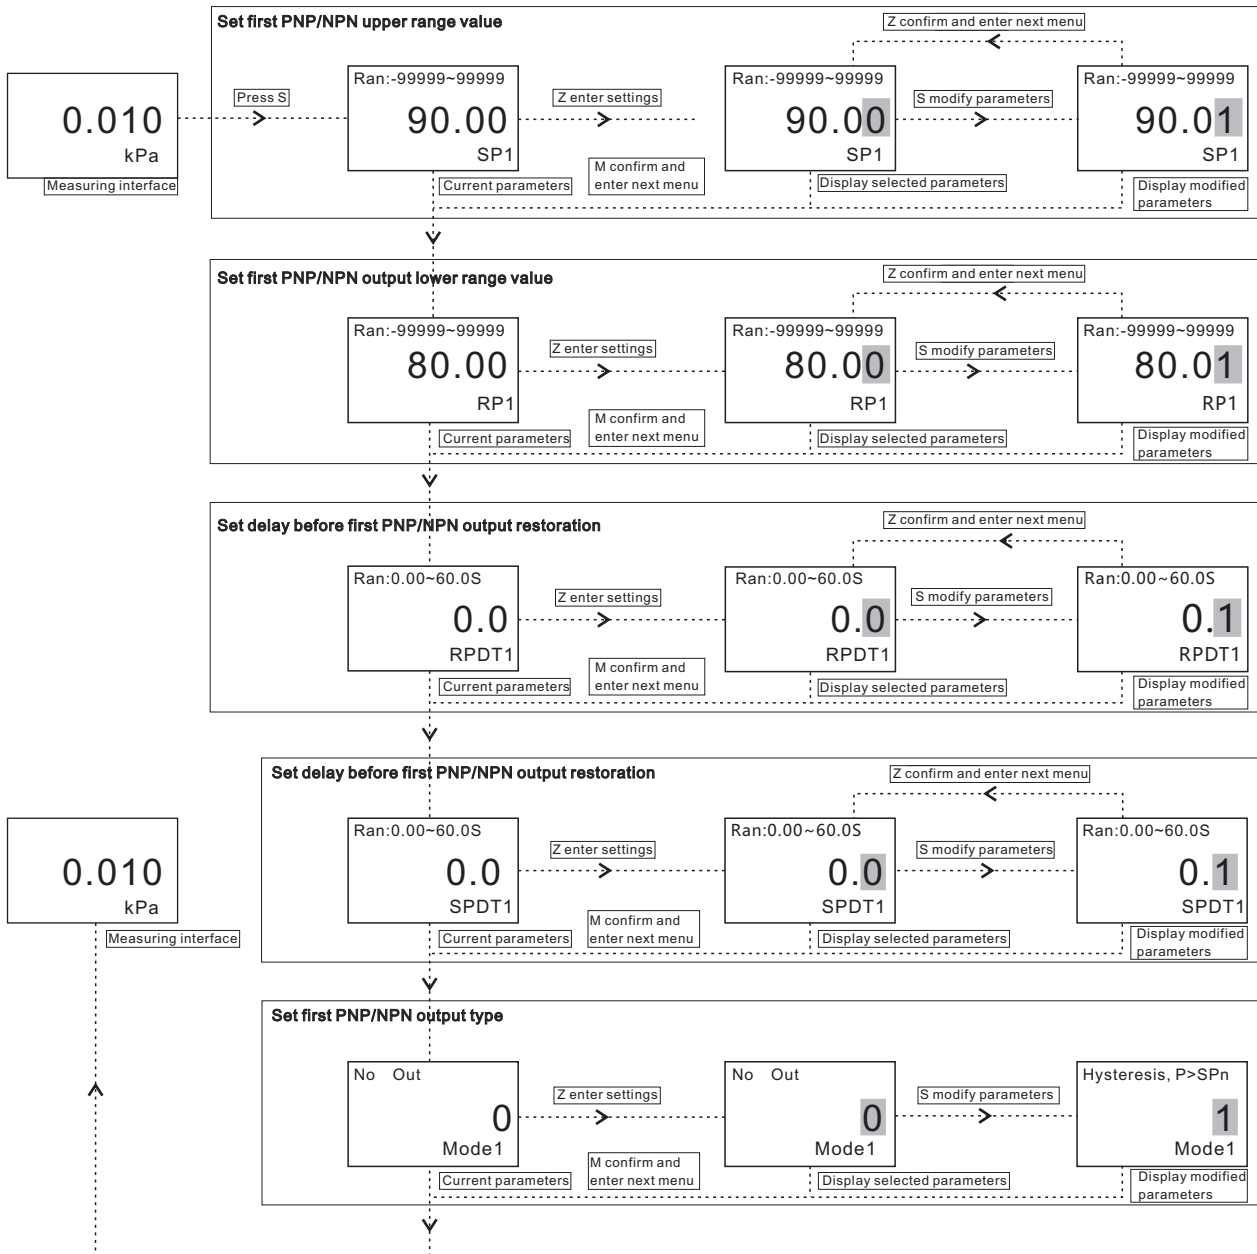 Set first PNP/NPN upper range value
Z confirm and enter next menu
0.010
kPa
Measuring interface
Press S
Ran:-99999~99999
90.00
SP1
Current parameters
Z enter settings
M confirm and
enter next menu
Ran:-99999~99999
90.00
SP1
Display selected parameters
S modify parameters
Ran:-99999~99999
90.01
SP1
Display modified
parameters
Set first PNP/NPN output lower range value
Z confirm and enter next menu
Ran:-99999~99999
80.00
RP1
Current parameters
Z enter settings
M confirm and
enter next menu
Ran:-99999~99999
80.00
RP1
Display selected parameters
S modify parameters
Ran:-99999~99999
80.01
RP1
Display modified
parameters
Set delay before first PNP/NPN output restoration
Z confirm and enter next menu
Ran:0.00~60.0S
0.0
RPDT1
Current parameters
Z enter settings
M confirm and
enter next menu
Ran:0.00~60.0S
0.0
RPDT1
Display selected parameters
S modify parameters
Ran:0.00~60.0S
0.1
RPDT1
Display modified
parameters
Set delay before first PNP/NPN output restoration
Z confirm and enter next menu
0.010
kPa
Measuring interface
Ran:0.00~60.0S
0.0
SPDT1
Current parameters
Z enter settings
M confirm and
enter next menu
Ran:0.00~60.0S
0.0
SPDT1
Display selected parameters
S modify parameters
Ran:0.00~60.0S
0.1
SPDT1
Display modified
parameters
Set first PNP/NPN output type
No Out
0
Mode1
Current parameters
Z enter settings
M confirm and
enter next menu
No Out
0
Mode1
Display selected parameters
S modify parameters
Hysteresis, P>SPn
1
Mode1
Display modified
parameters